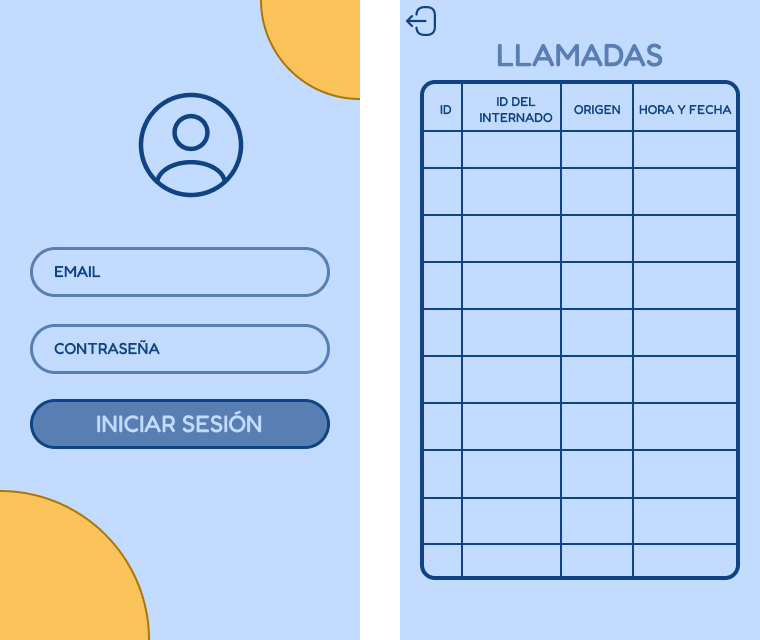 EMAIL
CONTRASEÑA
INICIAR SESIÓN
LLAMADAS
ID
ID DEL
INTERNADO
ORIGEN
HORA Y FECHA